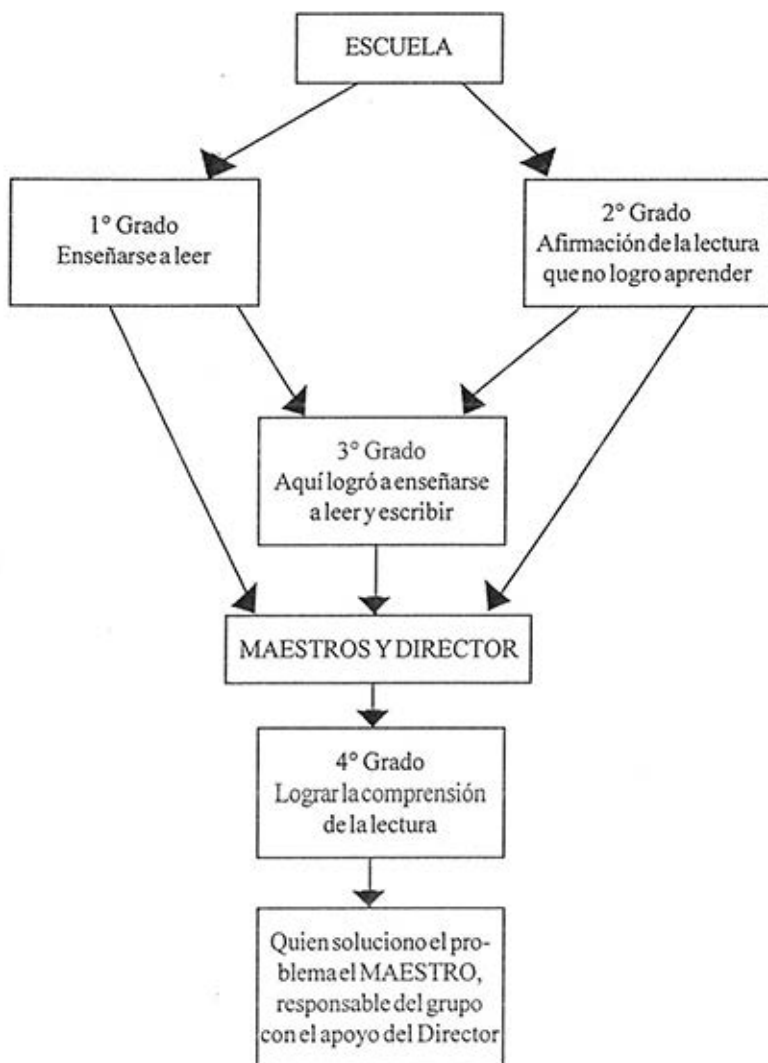 ESCUELA
1° Grado
Enseñarse a leer
2° Grado
Afirmación de la lectura
que no logro aprender
3° Grado
Aquí logró a enseñarse
a leer y escribir
MAESTROS Y DIRECTOR
4° Grado
Lograr la comprensión
de la lectura
Quien soluciono el pro-
blema el MAESTRO,
responsable del grupo
con el apoyo del Director